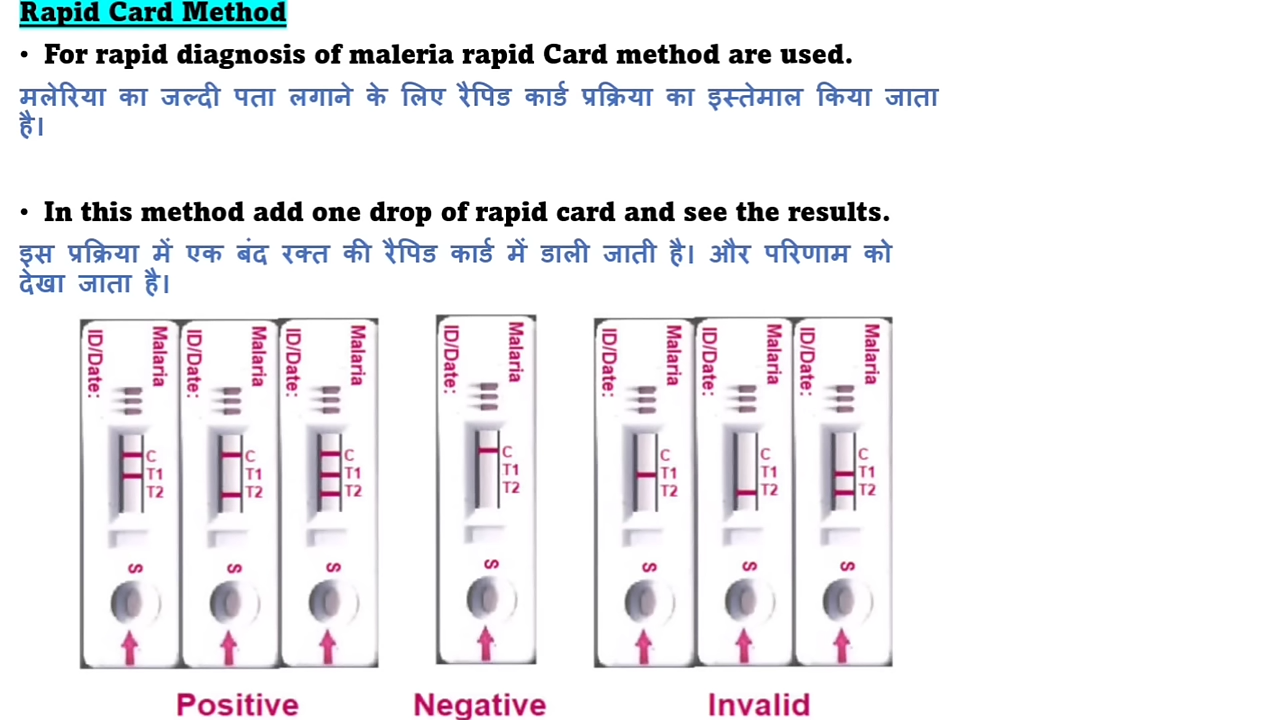 Rapid Card Method
• For rapid diagnosis of maleria rapid Card method are used.
मलेरिया का जल्दी पता लगाने के लिए रैपिड कार्ड प्रक्रिया का इस्तेमाल किया जाता
है।
• In this method add one drop of rapid card and see the results.
इस प्रक्रिया में एक बंद रक्त की रैपिड कार्ड में डाली जाती है। और परिणाम को
देखा जाता है।
ID/Date: Malaria ID/Date: Malaria ID/Date: Malaria ID/Date: Malaria ID/Date: Malaria ID/Date: Malaria ID/Date: Malaria
C C C C C C C
T1 T1 T1 T1 T1 T1 T1
T2 T2 T2 T2 T2 T2 T2
S S S S S S S
Positive Negative Invalid